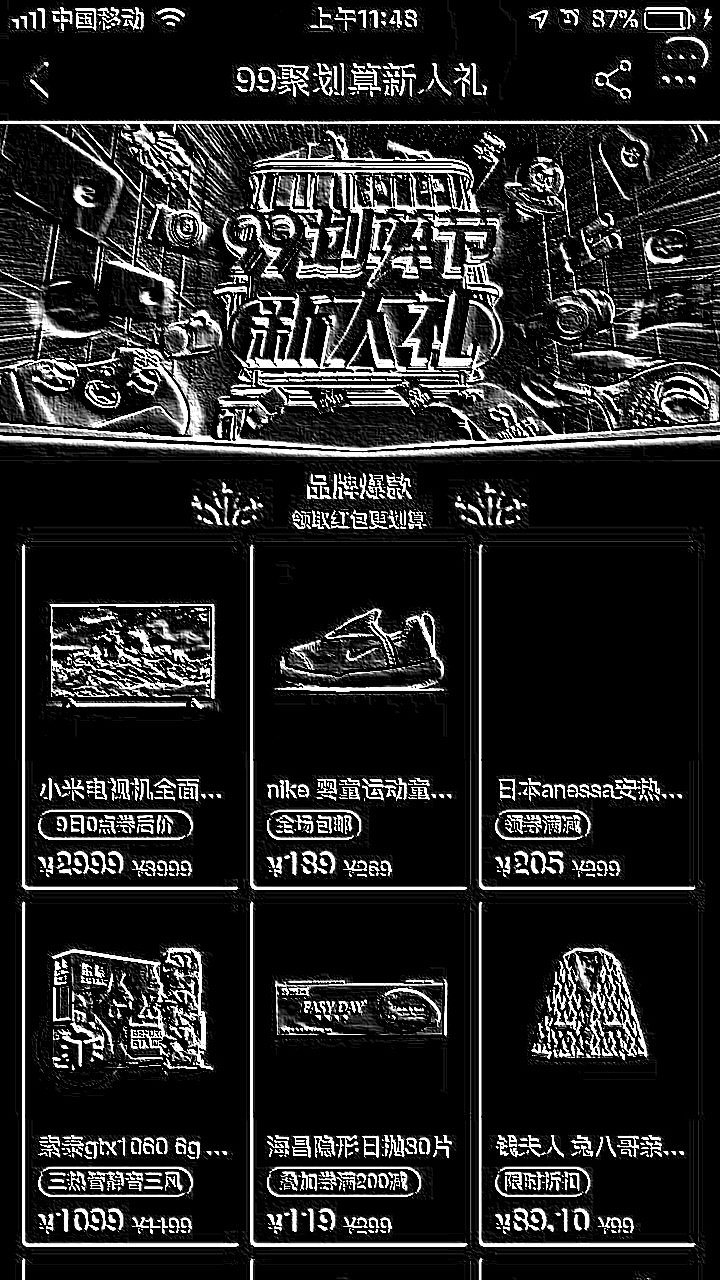 中国移动 上午11:48 87%
99聚划算新人礼
99划算节
新人礼
品牌爆款
领取红包更划算
小米电视机全面...
9日0点券后价
¥2999 ¥3999
nike 婴童运动童...
全场包邮
¥189 ¥269
日本anessa安热...
领券满减
¥205 ¥299
索泰gtx1060 6g ...
三热管静音三风
¥1099 ¥1199
EASY DAY
海昌隐形日抛30片
叠加券满200减
¥119 ¥299
钱夫人 兔八哥亲...
限时折扣
¥89.10 ¥99